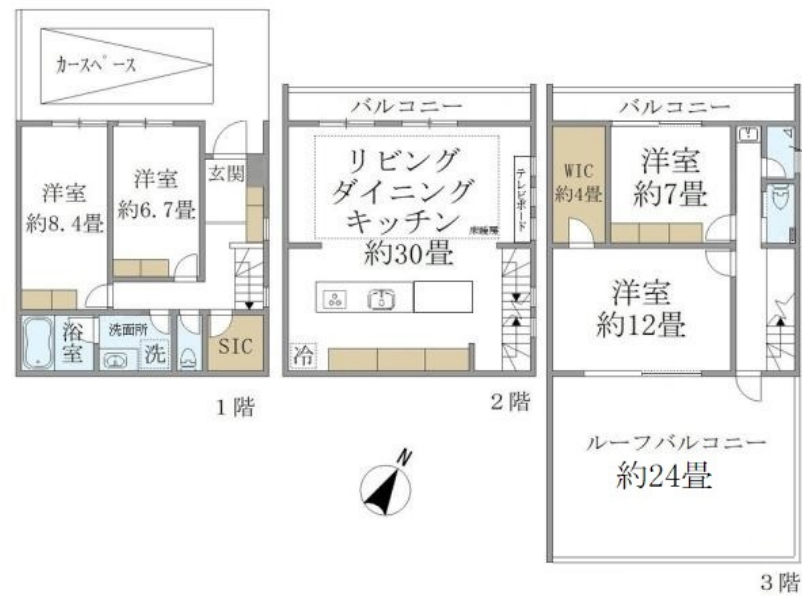 カースペース
洋室
約8.4畳
洋室
約6.7畳
玄関
浴室
洗面所
洗
SIC
1階
バルコニー
リビング
ダイニング
キッチン
約30畳
床暖房
テレビボード
冷
2階
バルコニー
WIC
約4畳
洋室
約7畳
洋室
約12畳
ルーフバルコニー
約24畳
3階
N